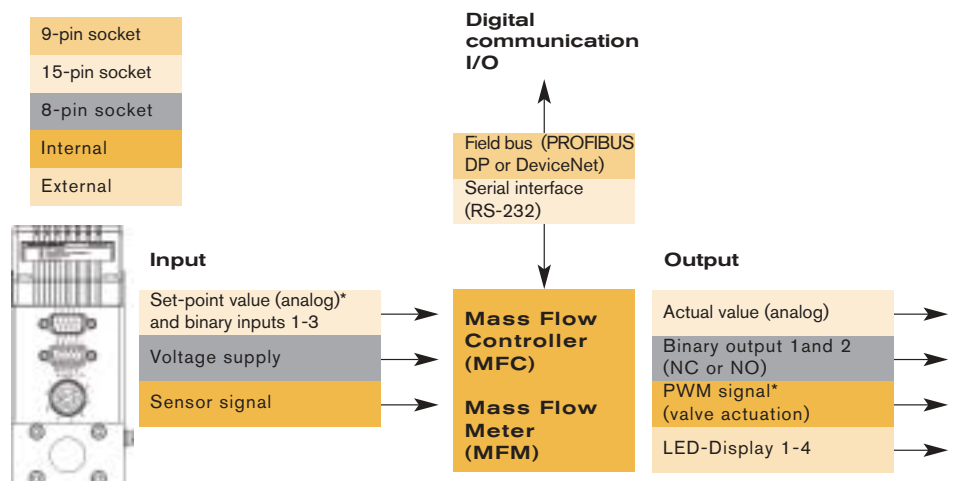 9-pin socket
15-pin socket
8-pin socket
Internal
External
Digital
communication
I/O
Field bus (PROFIBUS
DP or DeviceNet)
Serial interface
(RS-232)
Input
Set-point value (analog)*
and binary inputs 1-3
Voltage supply
Sensor signal
Mass Flow
Controller
(MFC)
Mass Flow
Meter
(MFM)
Output
Actual value (analog)
Binary output 1and 2
(NC or NO)
PWM signal*
(valve actuation)
LED-Display 1-4